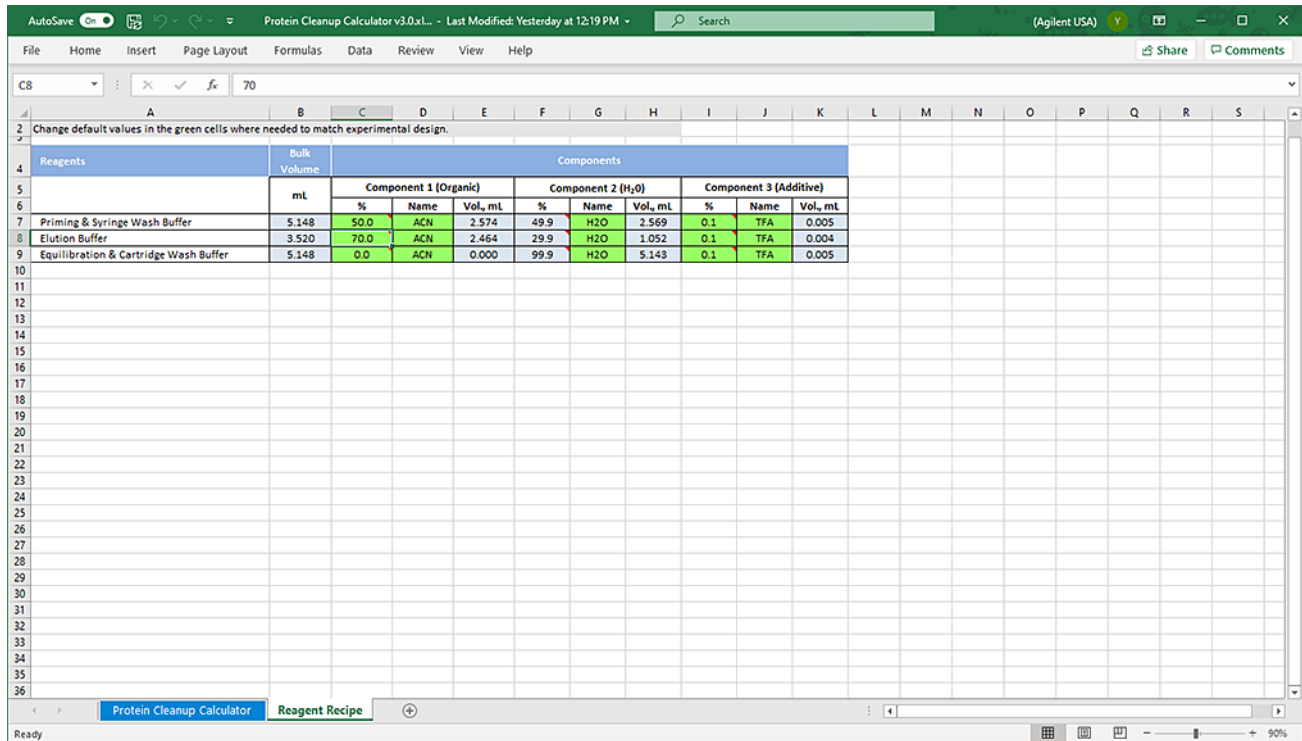 AutoSave On Protein Cleanup Calculator v3.0.xl... - Last Modified: Yesterday at 12:19 PM Search (Agilent USA) Y
File Home Insert Page Layout Formulas Data Review View Help Share Comments
C8 fx 70
A B C D E F G H I J K L M N O P Q R S
2 Change default values in the green cells where needed to match experimental design.
3
4 Reagents Bulk Volume Components
5 mL Component 1 (Organic) Component 2 (H₂0) Component 3 (Additive)
6 % Name Vol., mL % Name Vol., mL % Name Vol., mL
7 Priming & Syringe Wash Buffer 5.148 50.0 ACN 2.574 49.9 H2O 2.569 0.1 TFA 0.005
8 Elution Buffer 3.520 70.0 ACN 2.464 29.9 H2O 1.052 0.1 TFA 0.004
9 Equilibration & Cartridge Wash Buffer 5.148 0.0 ACN 0.000 99.9 H2O 5.143 0.1 TFA 0.005
10
11
12
13
14
15
16
17
18
19
20
21
22
23
24
25
26
27
28
29
30
31
32
33
34
35
36
Protein Cleanup Calculator Reagent Recipe
Ready 90%